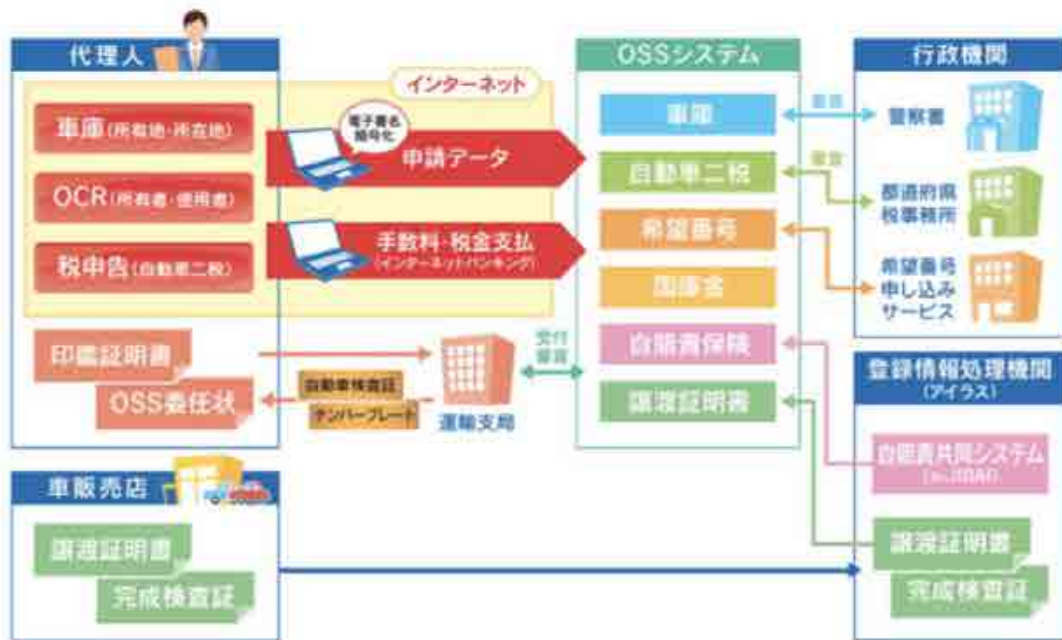 代理人
インターネット
車庫(所有地・所在地)
OCR(所有者・使用者)
税申告(自動車二税)
電子署名
暗号化
申請データ
手数料・税金支払
(インターネットバンキング)
印鑑証明書
OSS委任状
自動車検査証
ナンバープレート
運輸支局
受付
審査
OSSシステム
車庫
自動車二税
希望番号
国庫金
自賠責保険
譲渡証明書
行政機関
審査
警察署
審査
都道府県
税事務所
希望番号
申し込み
サービス
登録情報処理機関
(アイラス)
自賠責共同システム
譲渡証明書
完成検査証
車販売店
譲渡証明書
完成検査証